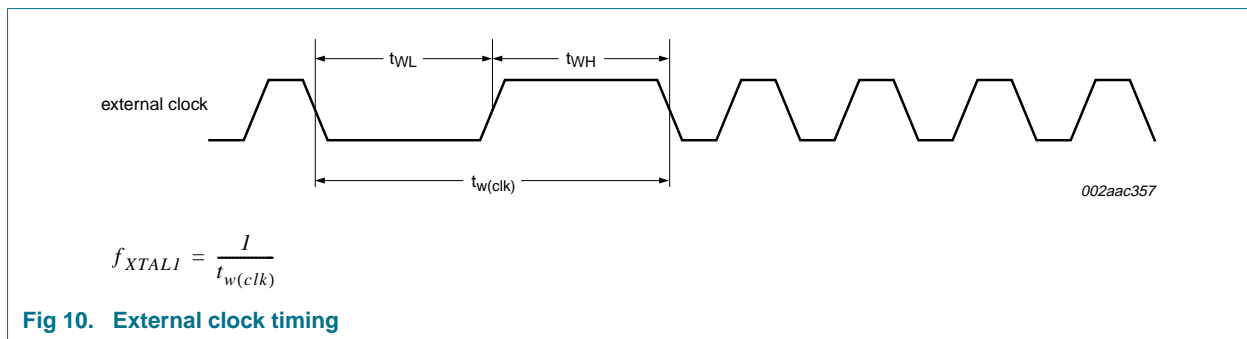 t_WL
t_WH
external clock
t_w(clk)
002aac357
f_XTAL1 = 1 / t_w(clk)
Fig 10. External clock timing